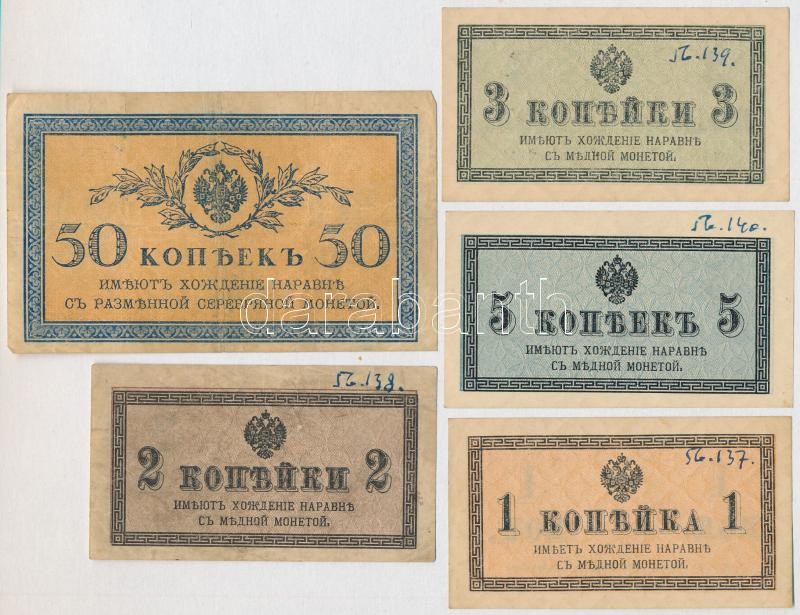 50 КОПѢЕКЪ 50
ИМѢЮТЪ ХОЖДЕНІЕ НАРАВНѢ
СЪ РАЗМѢННОЙ СЕРЕБРЯНОЙ МОНЕТОЙ.
56.138.
2 КОПѢЙКИ 2
ИМѢЮТЪ ХОЖДЕНІЕ НАРАВНѢ
СЪ МѢДНОЙ МОНЕТОЙ.
56.139.
3 КОПѢЙКИ 3
ИМѢЮТЪ ХОЖДЕНІЕ НАРАВНѢ
СЪ МѢДНОЙ МОНЕТОЙ.
56.140.
5 КОПѢЕКЪ 5
ИМѢЮТЪ ХОЖДЕНІЕ НАРАВНѢ
СЪ МѢДНОЙ МОНЕТОЙ.
56.137.
1 КОПѢЙКА 1
ИМѢЕТЪ ХОЖДЕНІЕ НАРАВНѢ
СЪ МѢДНОЙ МОНЕТОЙ.
darabanth